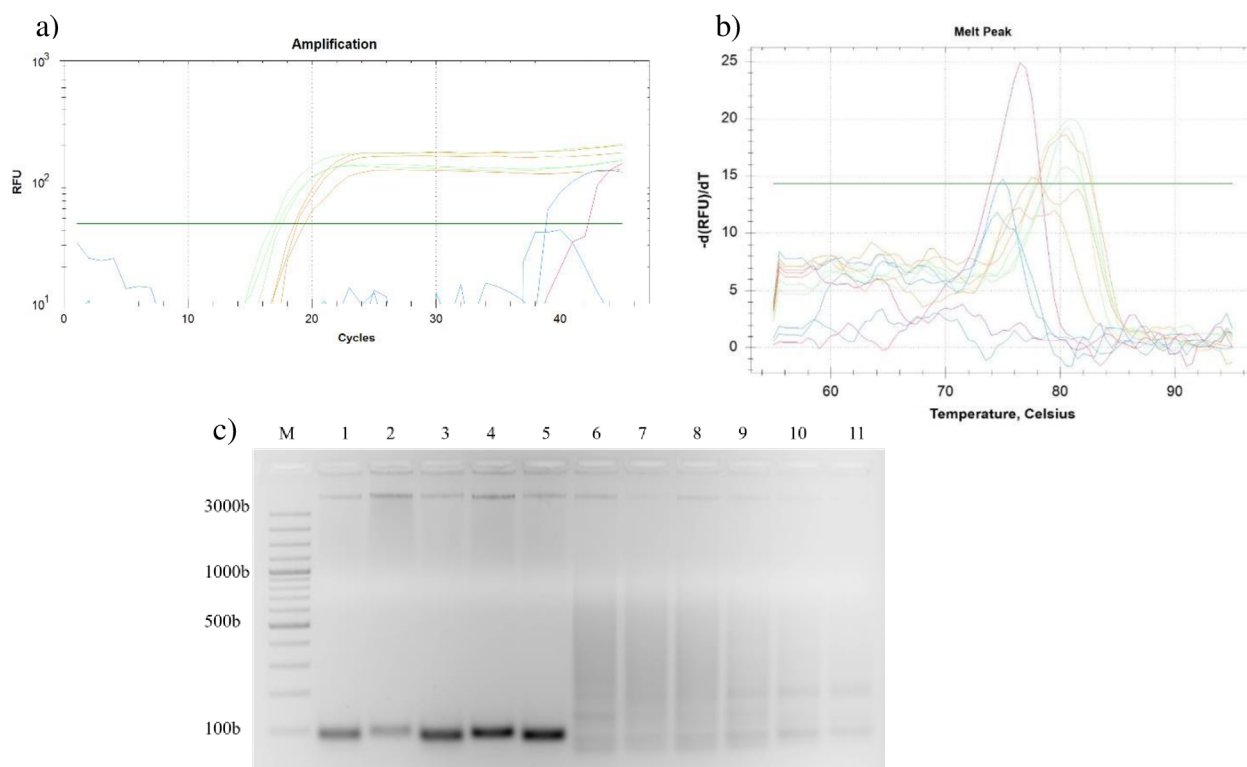 a)
Amplification
10³
10²
10¹
RFU
0 10 20 30 40
Cycles
b)
Melt Peak
25
20
15
10
5
0
-d(RFU)/dT
60 70 80 90
Temperature, Celsius
c)
M 1 2 3 4 5 6 7 8 9 10 11
3000b
1000b
500b
100b